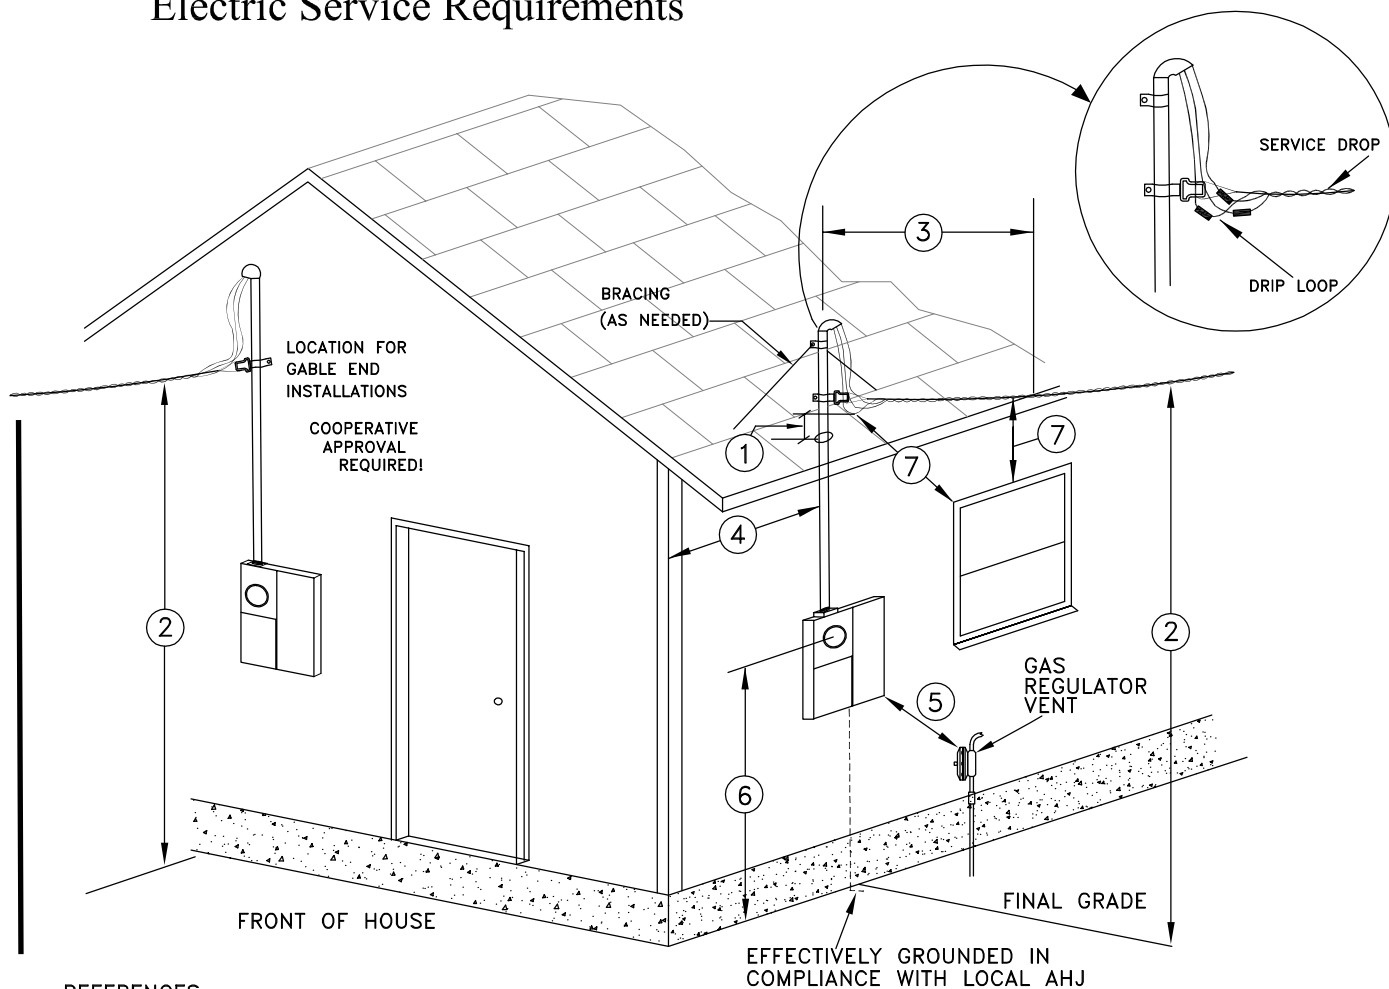 Electric Service Requirements
SERVICE DROP
DRIP LOOP
3
BRACING
(AS NEEDED)
LOCATION FOR
GABLE END
INSTALLATIONS
COOPERATIVE
APPROVAL
REQUIRED!
1
7
7
4
2
2
GAS
REGULATOR
VENT
5
6
FINAL GRADE
FRONT OF HOUSE
EFFECTIVELY GROUNDED IN
COMPLIANCE WITH LOCAL AHJ
REFERENCES